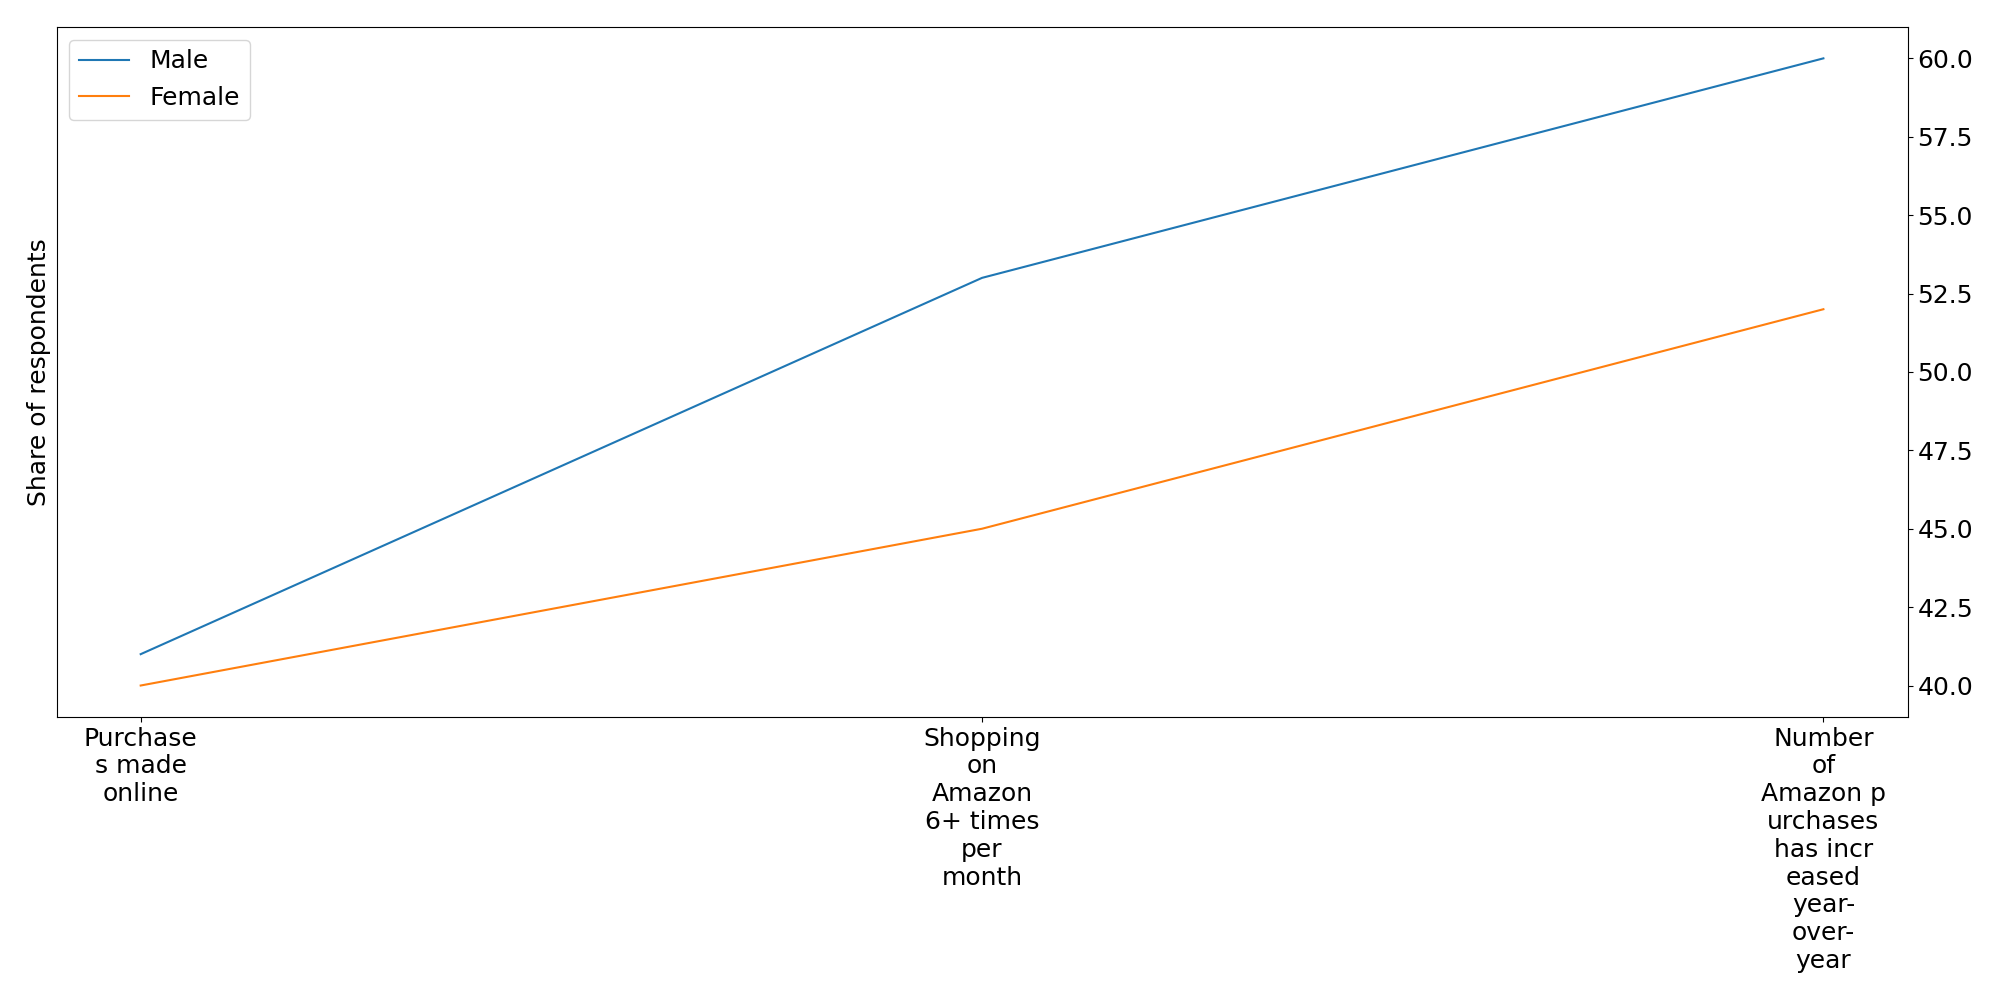 Male
Female
Share of respondents
60.0
57.5
55.0
52.5
50.0
47.5
45.0
42.5
40.0
Purchase
s made
online
Shopping
on
Amazon
6+ times
per
month
Number
of
Amazon p
urchases
has incr
eased
year-
over-
year